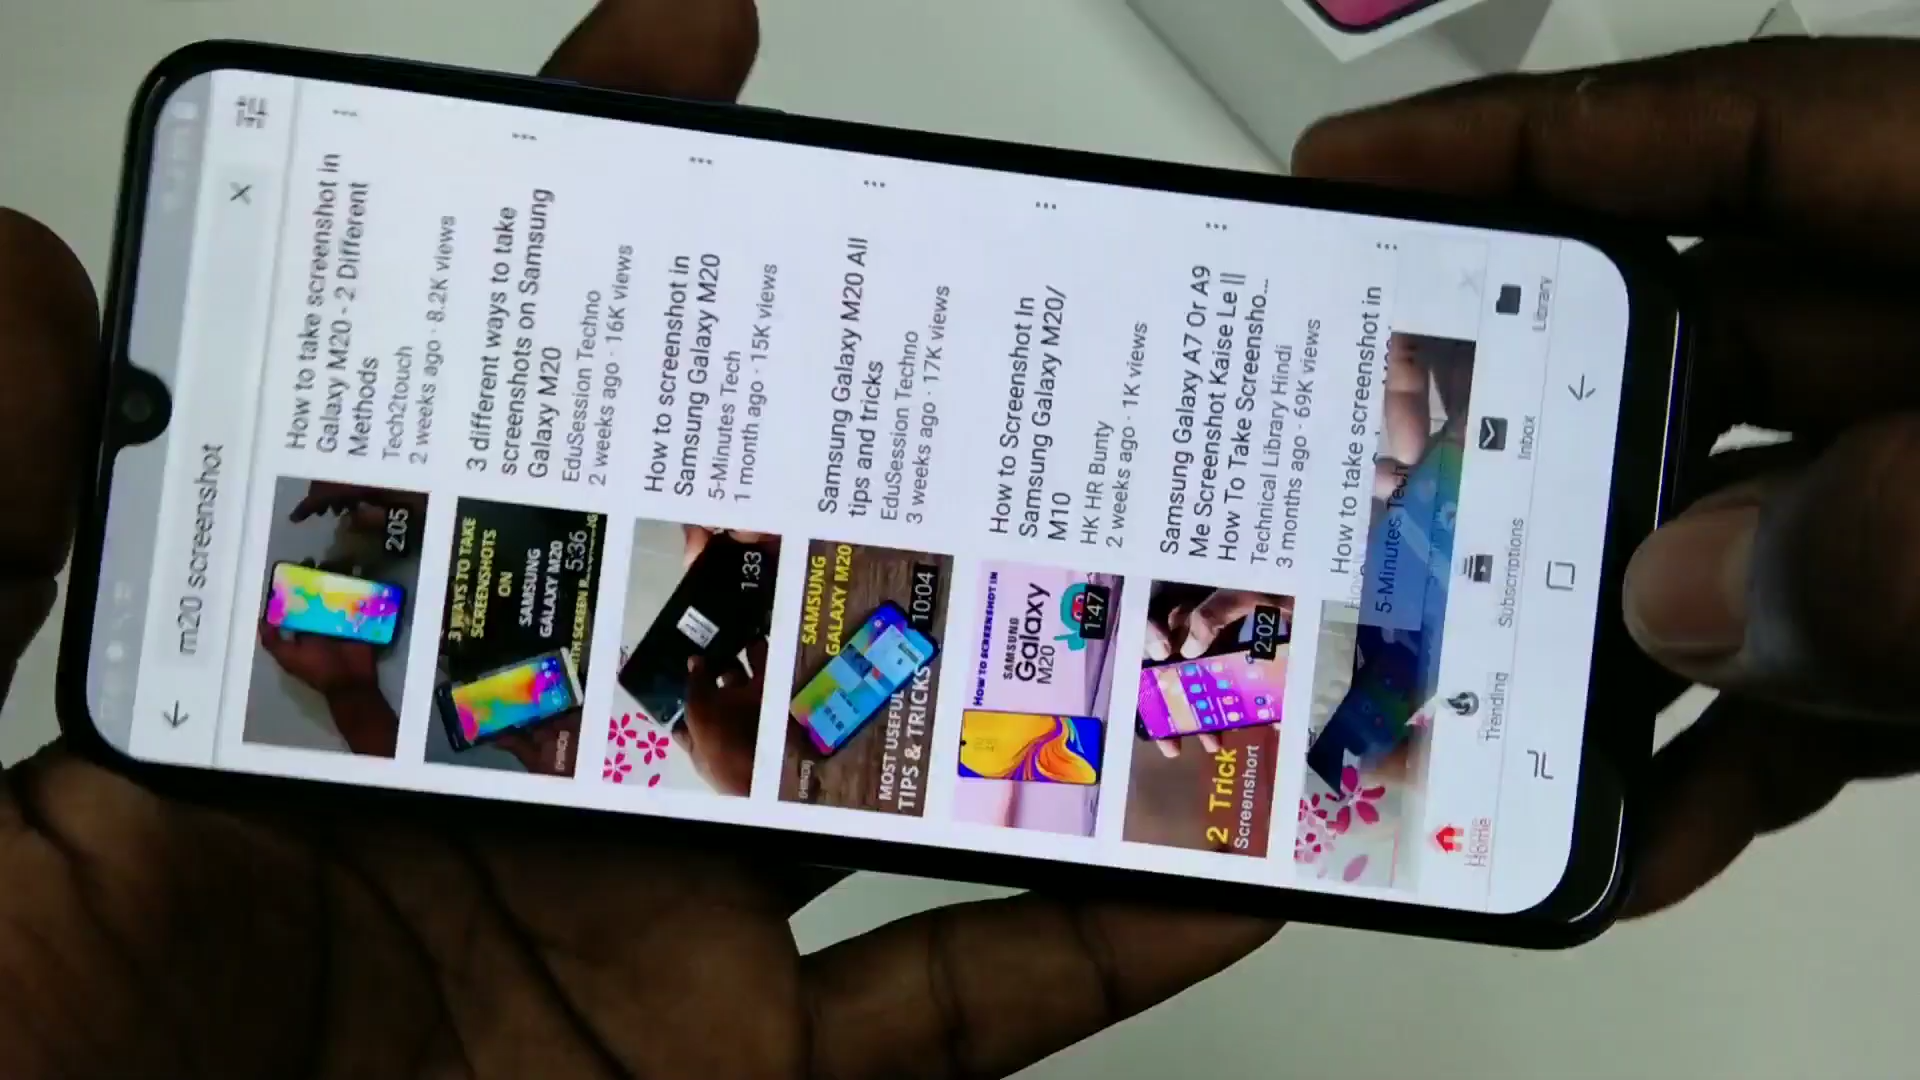 m20 screenshot
How to take screenshot in
Galaxy M20 - 2 Different
Methods
Tech2touch
2 weeks ago · 8.2K views
2:05
3 different ways to take
screenshots on Samsung
Galaxy M20
EduSession Techno
2 weeks ago · 16K views
3 WAYS TO TAKE
SCREENSHOTS
ON
SAMSUNG
GALAXY M20
5:36
How to screenshot in
Samsung Galaxy M20
5-Minutes Tech
1 month ago · 15K views
1:33
Samsung Galaxy M20 All
tips and tricks
EduSession Techno
3 weeks ago · 17K views
SAMSUNG
GALAXY M20
MOST USEFUL
TIPS & TRICKS
10:04
How to Screenshot In
Samsung Galaxy M20/
M10
HK HR Bunty
2 weeks ago · 1K views
HOW TO SCREENSHOT IN
SAMSUNG
Galaxy
M20
1:47
Samsung Galaxy A7 Or A9
Me Screenshot Kaise Le ||
How To Take Screensho...
Technical Library Hindi
3 months ago · 69K views
2 Trick
Screenshort
2:02
How to take screenshot in
5-Minutes Tech
Home
Trending
Subscriptions
Inbox
Library